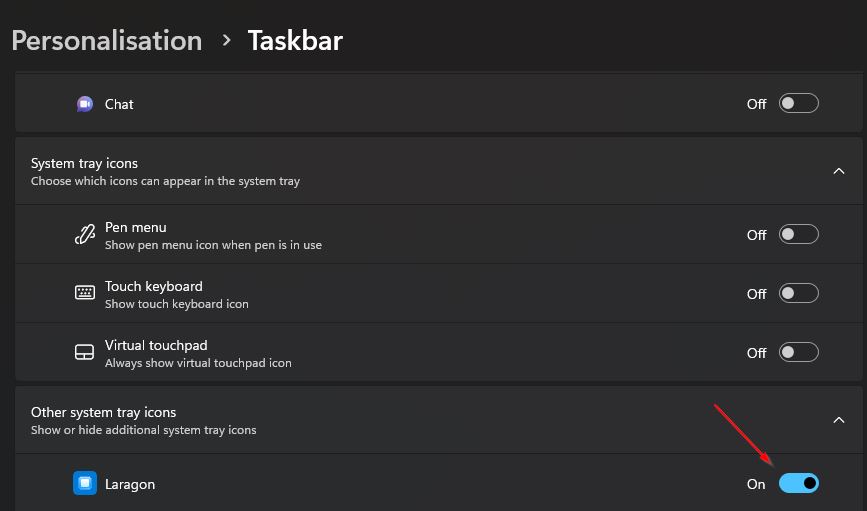 Personalisation > Taskbar
Chat
Off
System tray icons
Choose which icons can appear in the system tray
Pen menu
Show pen menu icon when pen is in use
Off
Touch keyboard
Show touch keyboard icon
Off
Virtual touchpad
Always show virtual touchpad icon
Off
Other system tray icons
Show or hide additional system tray icons
Laragon
On